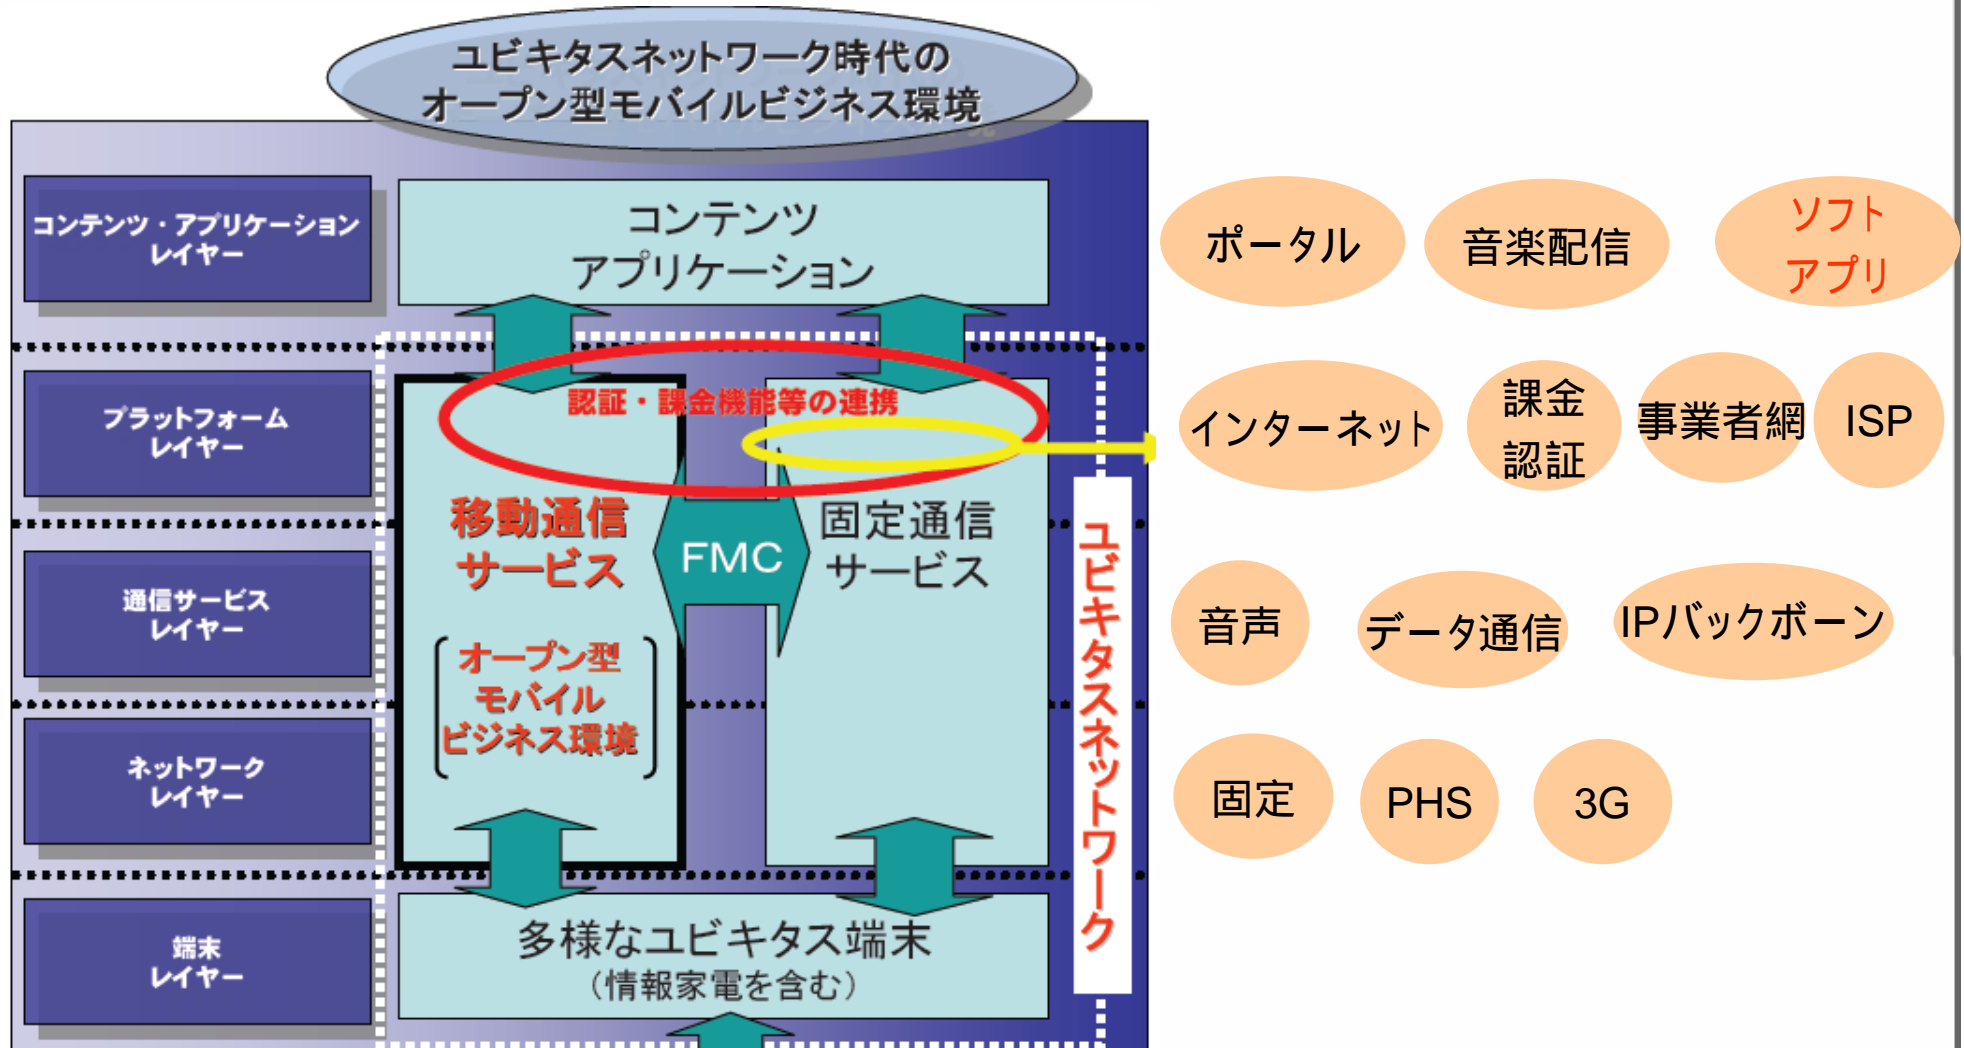 ユビキタスネットワーク時代の
オープン型モバイルビジネス環境
コンテンツ・アプリケーション
レイヤー
コンテンツ
アプリケーション
ポータル
音楽配信
ソフト
アプリ
プラットフォーム
レイヤー
認証・課金機能等の連携
インターネット
課金
認証
事業者網
ISP
移動通信
サービス
FMC
固定通信
サービス
ユビキタスネットワーク
通信サービス
レイヤー
オープン型
モバイル
ビジネス環境
音声
データ通信
IPバックボーン
ネットワーク
レイヤー
固定
PHS
3G
端末
レイヤー
多様なユビキタス端末
（情報家電を含む）